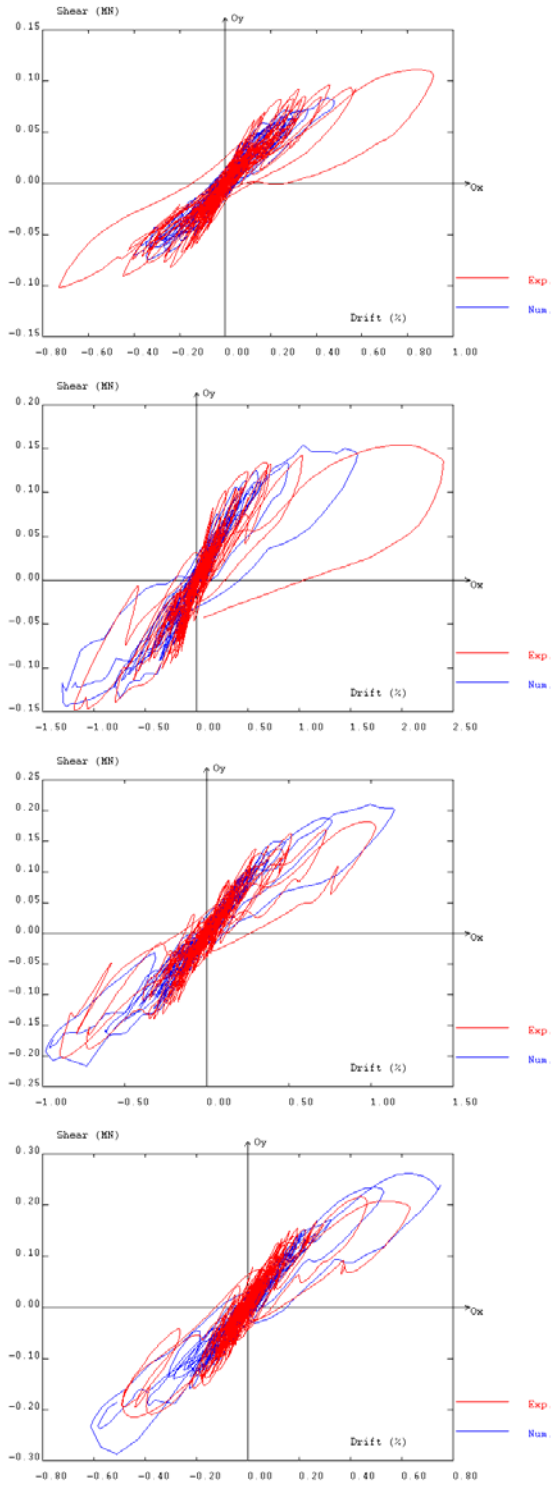 Shear (MN)
Oy
0.15
0.10
0.05
0.00
Ox
-0.05
-0.10
Exp.
Drift (%)
Num.
-0.15
-0.80 -0.60 -0.40 -0.20 0.00 0.20 0.40 0.60 0.80 1.00
Shear (MN)
Oy
0.20
0.15
0.10
0.05
0.00
Ox
-0.05
Exp.
-0.10
Drift (%)
Num.
-0.15
-1.50 -1.00 -0.50 0.00 0.50 1.00 1.50 2.00 2.50
Shear (MN)
Oy
0.25
0.20
0.15
0.10
0.05
0.00
Ox
-0.05
-0.10
-0.15
Exp.
-0.20
Drift (%)
Num.
-0.25
-1.00 -0.50 0.00 0.50 1.00 1.50
Shear (MN)
Oy
0.30
0.20
0.10
0.00
Ox
-0.10
-0.20
Exp.
Drift (%)
Num.
-0.30
-0.80 -0.60 -0.40 -0.20 0.00 0.20 0.40 0.60 0.80